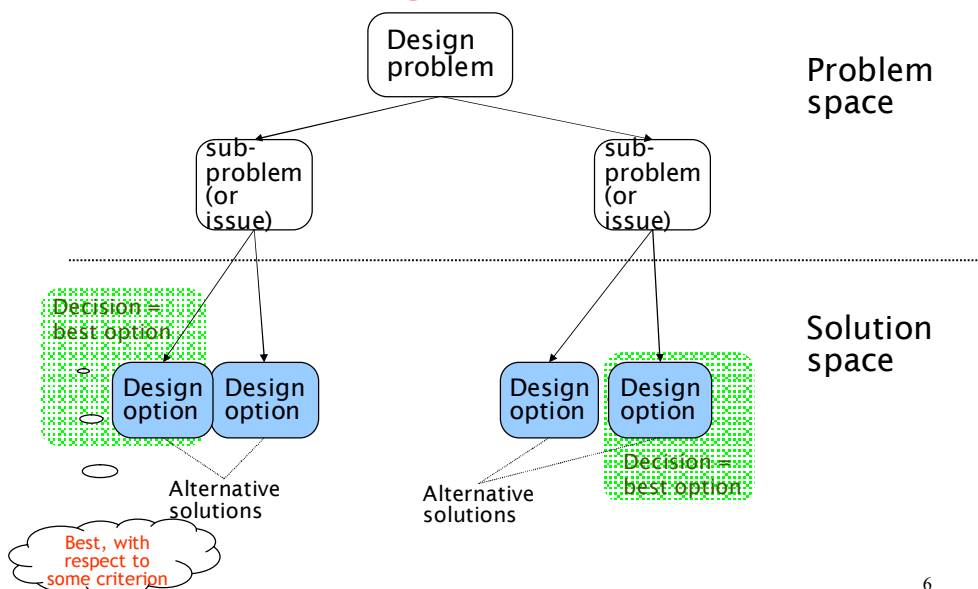 Design
problem
Problem
space
sub-
problem
(or
issue)
sub-
problem
(or
issue)
Decision =
best option
Solution
space
Design
option
Design
option
Design
option
Design
option
Decision =
best option
Alternative
solutions
Alternative
solutions
Best, with
respect to
some criterion
6